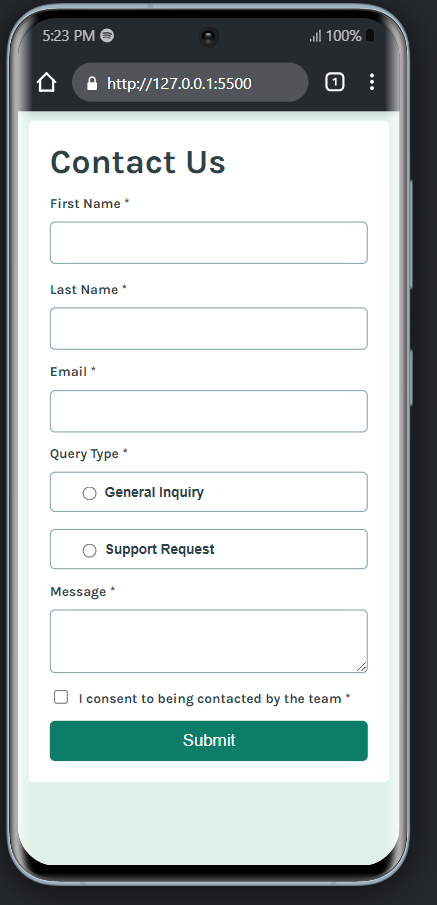 5:23 PM 100%
http://127.0.0.1:5500 1
Contact Us
First Name *
Last Name *
Email *
Query Type *
General Inquiry
Support Request
Message *
I consent to being contacted by the team *
Submit